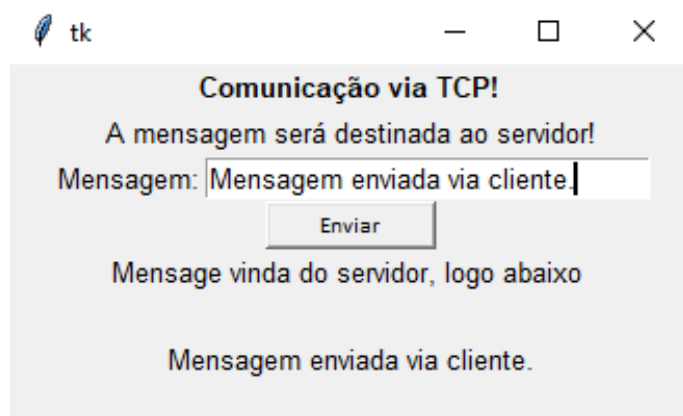 tk
Comunicação via TCP!
A mensagem será destinada ao servidor!
Mensagem: Mensagem enviada via cliente.
Enviar
Mensage vinda do servidor, logo abaixo
Mensagem enviada via cliente.